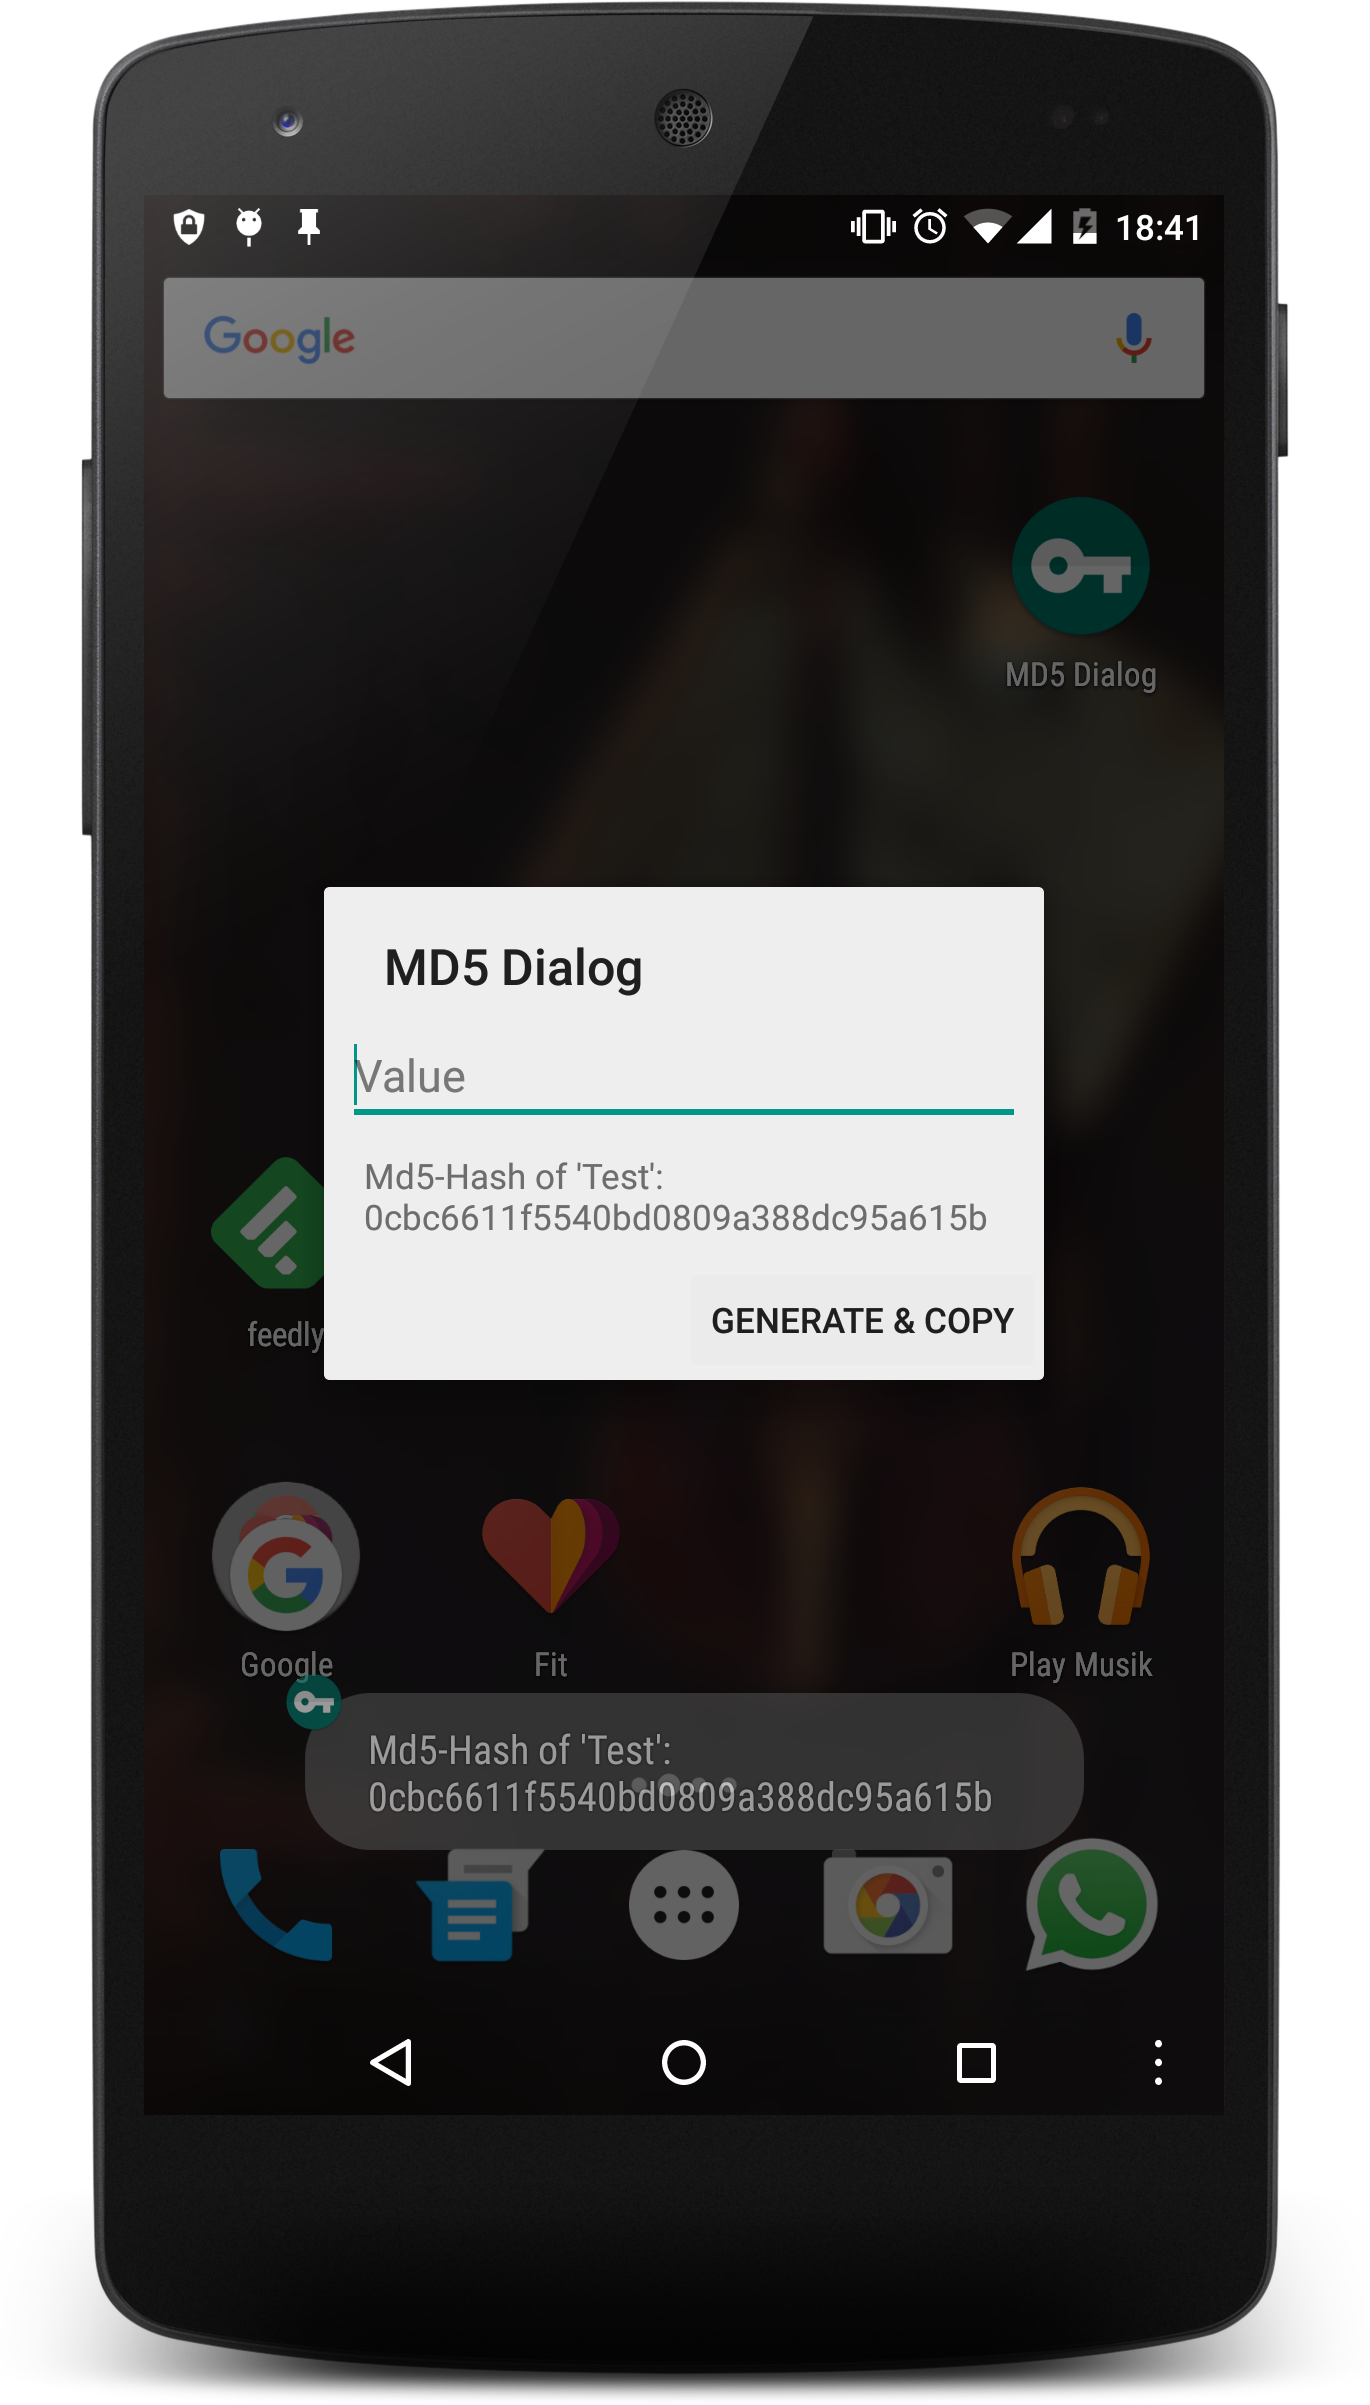 18:41
Google
MD5 Dialog
MD5 Dialog
Value
Md5-Hash of 'Test':
0cbc6611f5540bd0809a388dc95a615b
GENERATE & COPY
feedly
Google
Fit
Play Musik
Md5-Hash of 'Test':
0cbc6611f5540bd0809a388dc95a615b